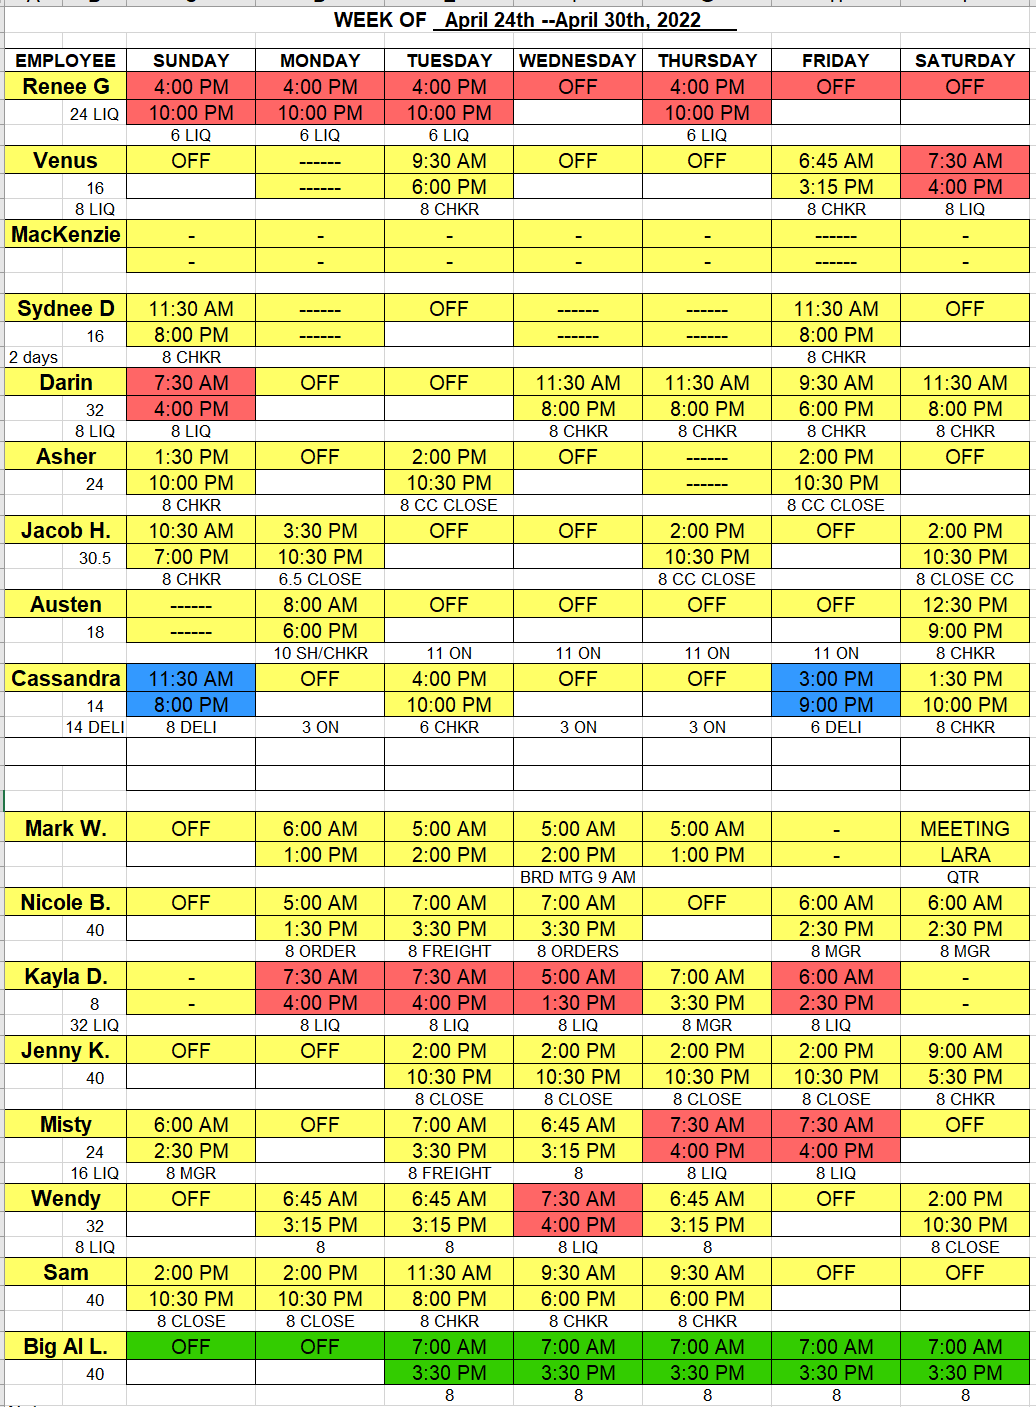 WEEK OF April 24th --April 30th, 2022
EMPLOYEE SUNDAY MONDAY TUESDAY WEDNESDAY THURSDAY FRIDAY SATURDAY
Renee G 4:00 PM 4:00 PM 4:00 PM OFF 4:00 PM OFF OFF
24 LIQ 10:00 PM 10:00 PM 10:00 PM 10:00 PM
6 LIQ 6 LIQ 6 LIQ 6 LIQ
Venus OFF ------ 9:30 AM OFF OFF 6:45 AM 7:30 AM
16 ------ 6:00 PM 3:15 PM 4:00 PM
8 LIQ 8 CHKR 8 CHKR 8 LIQ
MacKenzie - - - - - ------ -
- - - - - ------ -
Sydnee D 11:30 AM ------ OFF ------ ------ 11:30 AM OFF
16 8:00 PM ------ ------ ------ 8:00 PM
2 days 8 CHKR 8 CHKR
Darin 7:30 AM OFF OFF 11:30 AM 11:30 AM 9:30 AM 11:30 AM
32 4:00 PM 8:00 PM 8:00 PM 6:00 PM 8:00 PM
8 LIQ 8 LIQ 8 CHKR 8 CHKR 8 CHKR 8 CHKR
Asher 1:30 PM OFF 2:00 PM OFF ------ 2:00 PM OFF
24 10:00 PM 10:30 PM ------ 10:30 PM
8 CHKR 8 CC CLOSE 8 CC CLOSE
Jacob H. 10:30 AM 3:30 PM OFF OFF 2:00 PM OFF 2:00 PM
30.5 7:00 PM 10:30 PM 10:30 PM 10:30 PM
8 CHKR 6.5 CLOSE 8 CC CLOSE 8 CLOSE CC
Austen ------ 8:00 AM OFF OFF OFF OFF 12:30 PM
18 ------ 6:00 PM 9:00 PM
10 SH/CHKR 11 ON 11 ON 11 ON 11 ON 8 CHKR
Cassandra 11:30 AM OFF 4:00 PM OFF OFF 3:00 PM 1:30 PM
14 8:00 PM 10:00 PM 9:00 PM 10:00 PM
14 DELI 8 DELI 3 ON 6 CHKR 3 ON 3 ON 6 DELI 8 CHKR
Mark W. OFF 6:00 AM 5:00 AM 5:00 AM 5:00 AM - MEETING
1:00 PM 2:00 PM 2:00 PM 1:00 PM - LARA
BRD MTG 9 AM QTR
Nicole B. OFF 5:00 AM 7:00 AM 7:00 AM OFF 6:00 AM 6:00 AM
40 1:30 PM 3:30 PM 3:30 PM 2:30 PM 2:30 PM
8 ORDER 8 FREIGHT 8 ORDERS 8 MGR 8 MGR
Kayla D. - 7:30 AM 7:30 AM 5:00 AM 7:00 AM 6:00 AM -
8 - 4:00 PM 4:00 PM 1:30 PM 3:30 PM 2:30 PM -
32 LIQ 8 LIQ 8 LIQ 8 LIQ 8 MGR 8 LIQ
Jenny K. OFF OFF 2:00 PM 2:00 PM 2:00 PM 2:00 PM 9:00 AM
40 10:30 PM 10:30 PM 10:30 PM 10:30 PM 5:30 PM
8 CLOSE 8 CLOSE 8 CLOSE 8 CLOSE 8 CHKR
Misty 6:00 AM OFF 7:00 AM 6:45 AM 7:30 AM 7:30 AM OFF
24 2:30 PM 3:30 PM 3:15 PM 4:00 PM 4:00 PM
16 LIQ 8 MGR 8 FREIGHT 8 8 LIQ 8 LIQ
Wendy OFF 6:45 AM 6:45 AM 7:30 AM 6:45 AM OFF 2:00 PM
32 3:15 PM 3:15 PM 4:00 PM 3:15 PM 10:30 PM
8 LIQ 8 8 8 LIQ 8 8 CLOSE
Sam 2:00 PM 2:00 PM 11:30 AM 9:30 AM 9:30 AM OFF OFF
40 10:30 PM 10:30 PM 8:00 PM 6:00 PM 6:00 PM
8 CLOSE 8 CLOSE 8 CHKR 8 CHKR 8 CHKR
Big Al L. OFF OFF 7:00 AM 7:00 AM 7:00 AM 7:00 AM 7:00 AM
40 3:30 PM 3:30 PM 3:30 PM 3:30 PM 3:30 PM
8 8 8 8 8